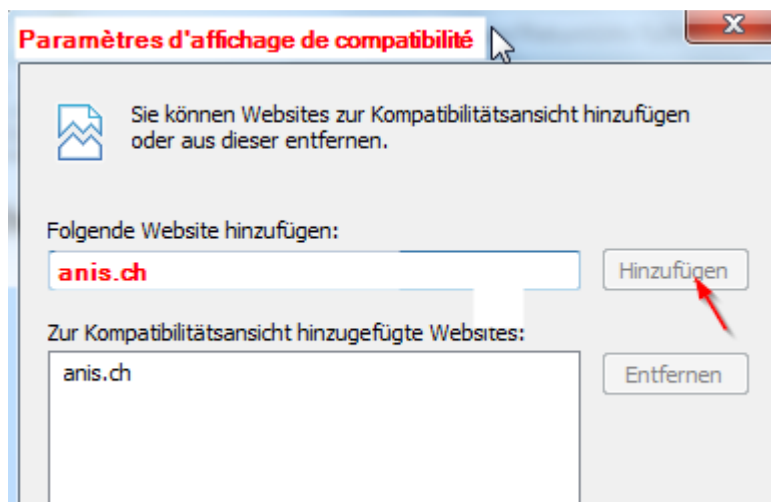 Paramètres d'affichage de compatibilité
Sie können Websites zur Kompatibilitätsansicht hinzufügen
oder aus dieser entfernen.
Folgende Website hinzufügen:
anis.ch
Hinzufügen
Zur Kompatibilitätsansicht hinzugefügte Websites:
anis.ch
Entfernen